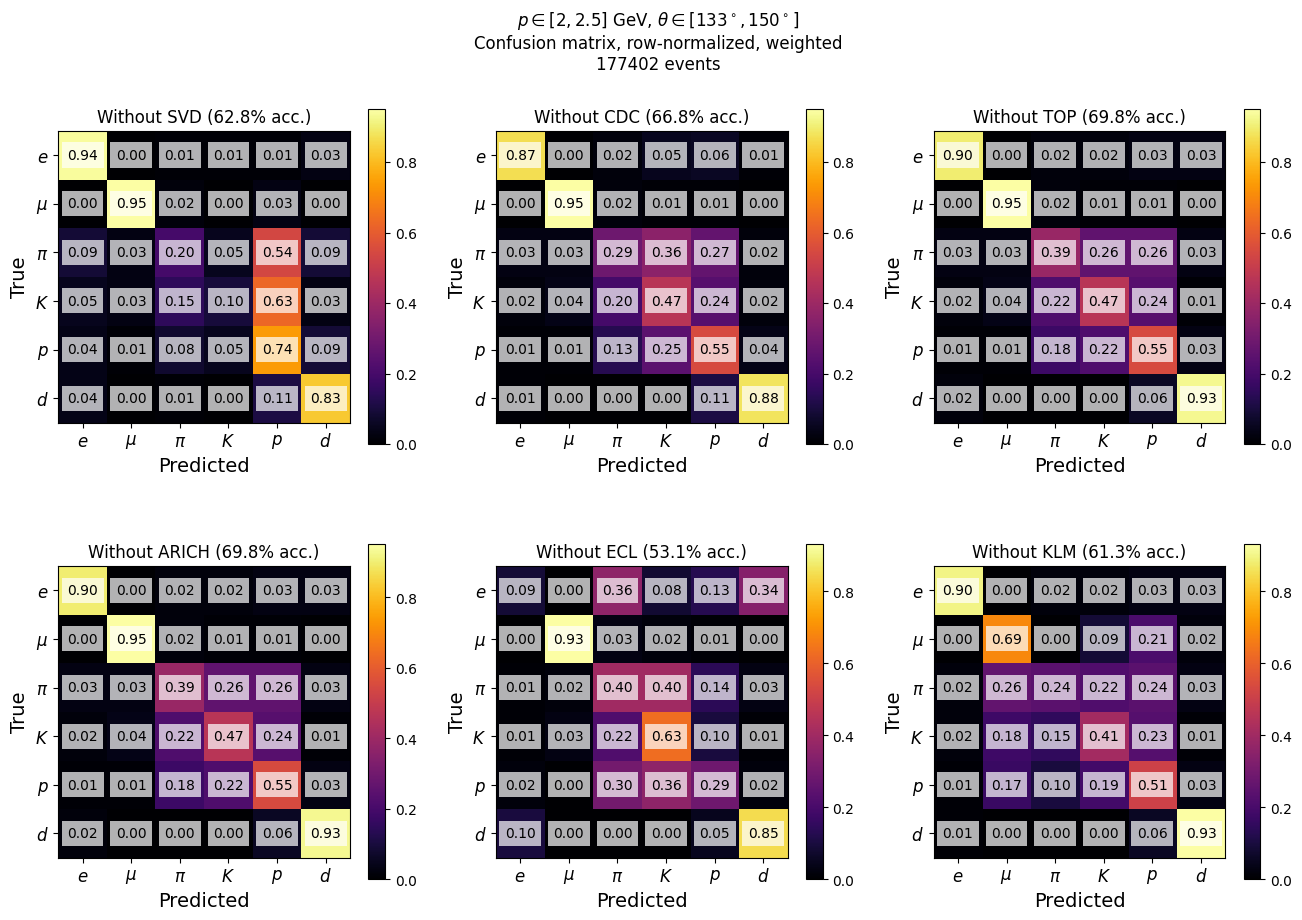 p ∈ [2, 2.5] GeV, θ ∈ [133°, 150°]
Confusion matrix, row-normalized, weighted
177402 events
Without SVD (62.8% acc.)
True
e 0.94 0.00 0.01 0.01 0.01 0.03
μ 0.00 0.95 0.02 0.00 0.03 0.00
π 0.09 0.03 0.20 0.05 0.54 0.09
K 0.05 0.03 0.15 0.10 0.63 0.03
p 0.04 0.01 0.08 0.05 0.74 0.09
d 0.04 0.00 0.01 0.00 0.11 0.83
e μ π K p d
Predicted
0.8
0.6
0.4
0.2
0.0
Without CDC (66.8% acc.)
True
e 0.87 0.00 0.02 0.05 0.06 0.01
μ 0.00 0.95 0.02 0.01 0.01 0.00
π 0.03 0.03 0.29 0.36 0.27 0.02
K 0.02 0.04 0.20 0.47 0.24 0.02
p 0.01 0.01 0.13 0.25 0.55 0.04
d 0.01 0.00 0.00 0.00 0.11 0.88
e μ π K p d
Predicted
0.8
0.6
0.4
0.2
0.0
Without TOP (69.8% acc.)
True
e 0.90 0.00 0.02 0.02 0.03 0.03
μ 0.00 0.95 0.02 0.01 0.01 0.00
π 0.03 0.03 0.39 0.26 0.26 0.03
K 0.02 0.04 0.22 0.47 0.24 0.01
p 0.01 0.01 0.18 0.22 0.55 0.03
d 0.02 0.00 0.00 0.00 0.06 0.93
e μ π K p d
Predicted
0.8
0.6
0.4
0.2
0.0
Without ARICH (69.8% acc.)
True
e 0.90 0.00 0.02 0.02 0.03 0.03
μ 0.00 0.95 0.02 0.01 0.01 0.00
π 0.03 0.03 0.39 0.26 0.26 0.03
K 0.02 0.04 0.22 0.47 0.24 0.01
p 0.01 0.01 0.18 0.22 0.55 0.03
d 0.02 0.00 0.00 0.00 0.06 0.93
e μ π K p d
Predicted
0.8
0.6
0.4
0.2
0.0
Without ECL (53.1% acc.)
True
e 0.09 0.00 0.36 0.08 0.13 0.34
μ 0.00 0.93 0.03 0.02 0.01 0.00
π 0.01 0.02 0.40 0.40 0.14 0.03
K 0.01 0.03 0.22 0.63 0.10 0.01
p 0.02 0.00 0.30 0.36 0.29 0.02
d 0.10 0.00 0.00 0.00 0.05 0.85
e μ π K p d
Predicted
0.8
0.6
0.4
0.2
0.0
Without KLM (61.3% acc.)
True
e 0.90 0.00 0.02 0.02 0.03 0.03
μ 0.00 0.69 0.00 0.09 0.21 0.02
π 0.02 0.26 0.24 0.22 0.24 0.03
K 0.02 0.18 0.15 0.41 0.23 0.01
p 0.01 0.17 0.10 0.19 0.51 0.03
d 0.01 0.00 0.00 0.00 0.06 0.93
e μ π K p d
Predicted
0.8
0.6
0.4
0.2
0.0